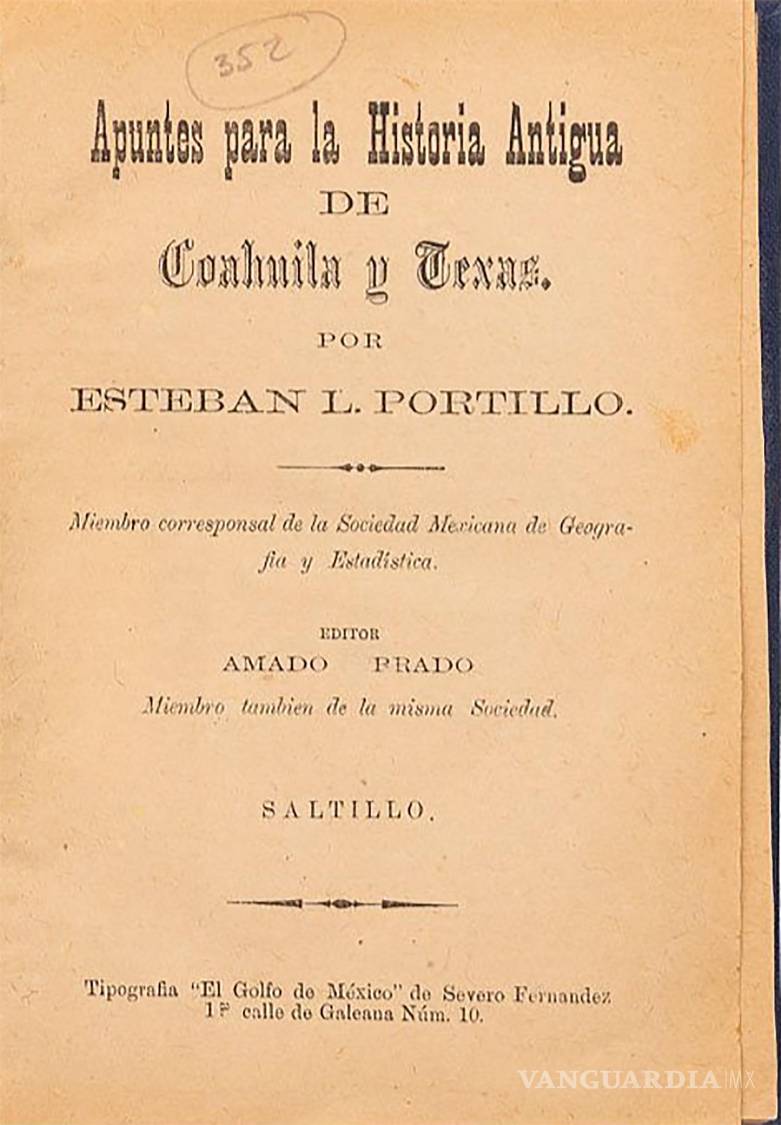 352
Apuntes para la Historia Antigua
DE
Coahuila y Texas.
POR
ESTEBAN L. PORTILLO.
Miembro corresponsal de la Sociedad Mexicana de Geogra-
fia y Estadística.
EDITOR
AMADO PRADO
Miembro tambien de la misma Sociedad.
SALTILLO.
Tipografia "El Golfo de México" de Severo Fernandez
1ª calle de Galeana Núm. 10.
VANGUARDIA|MX